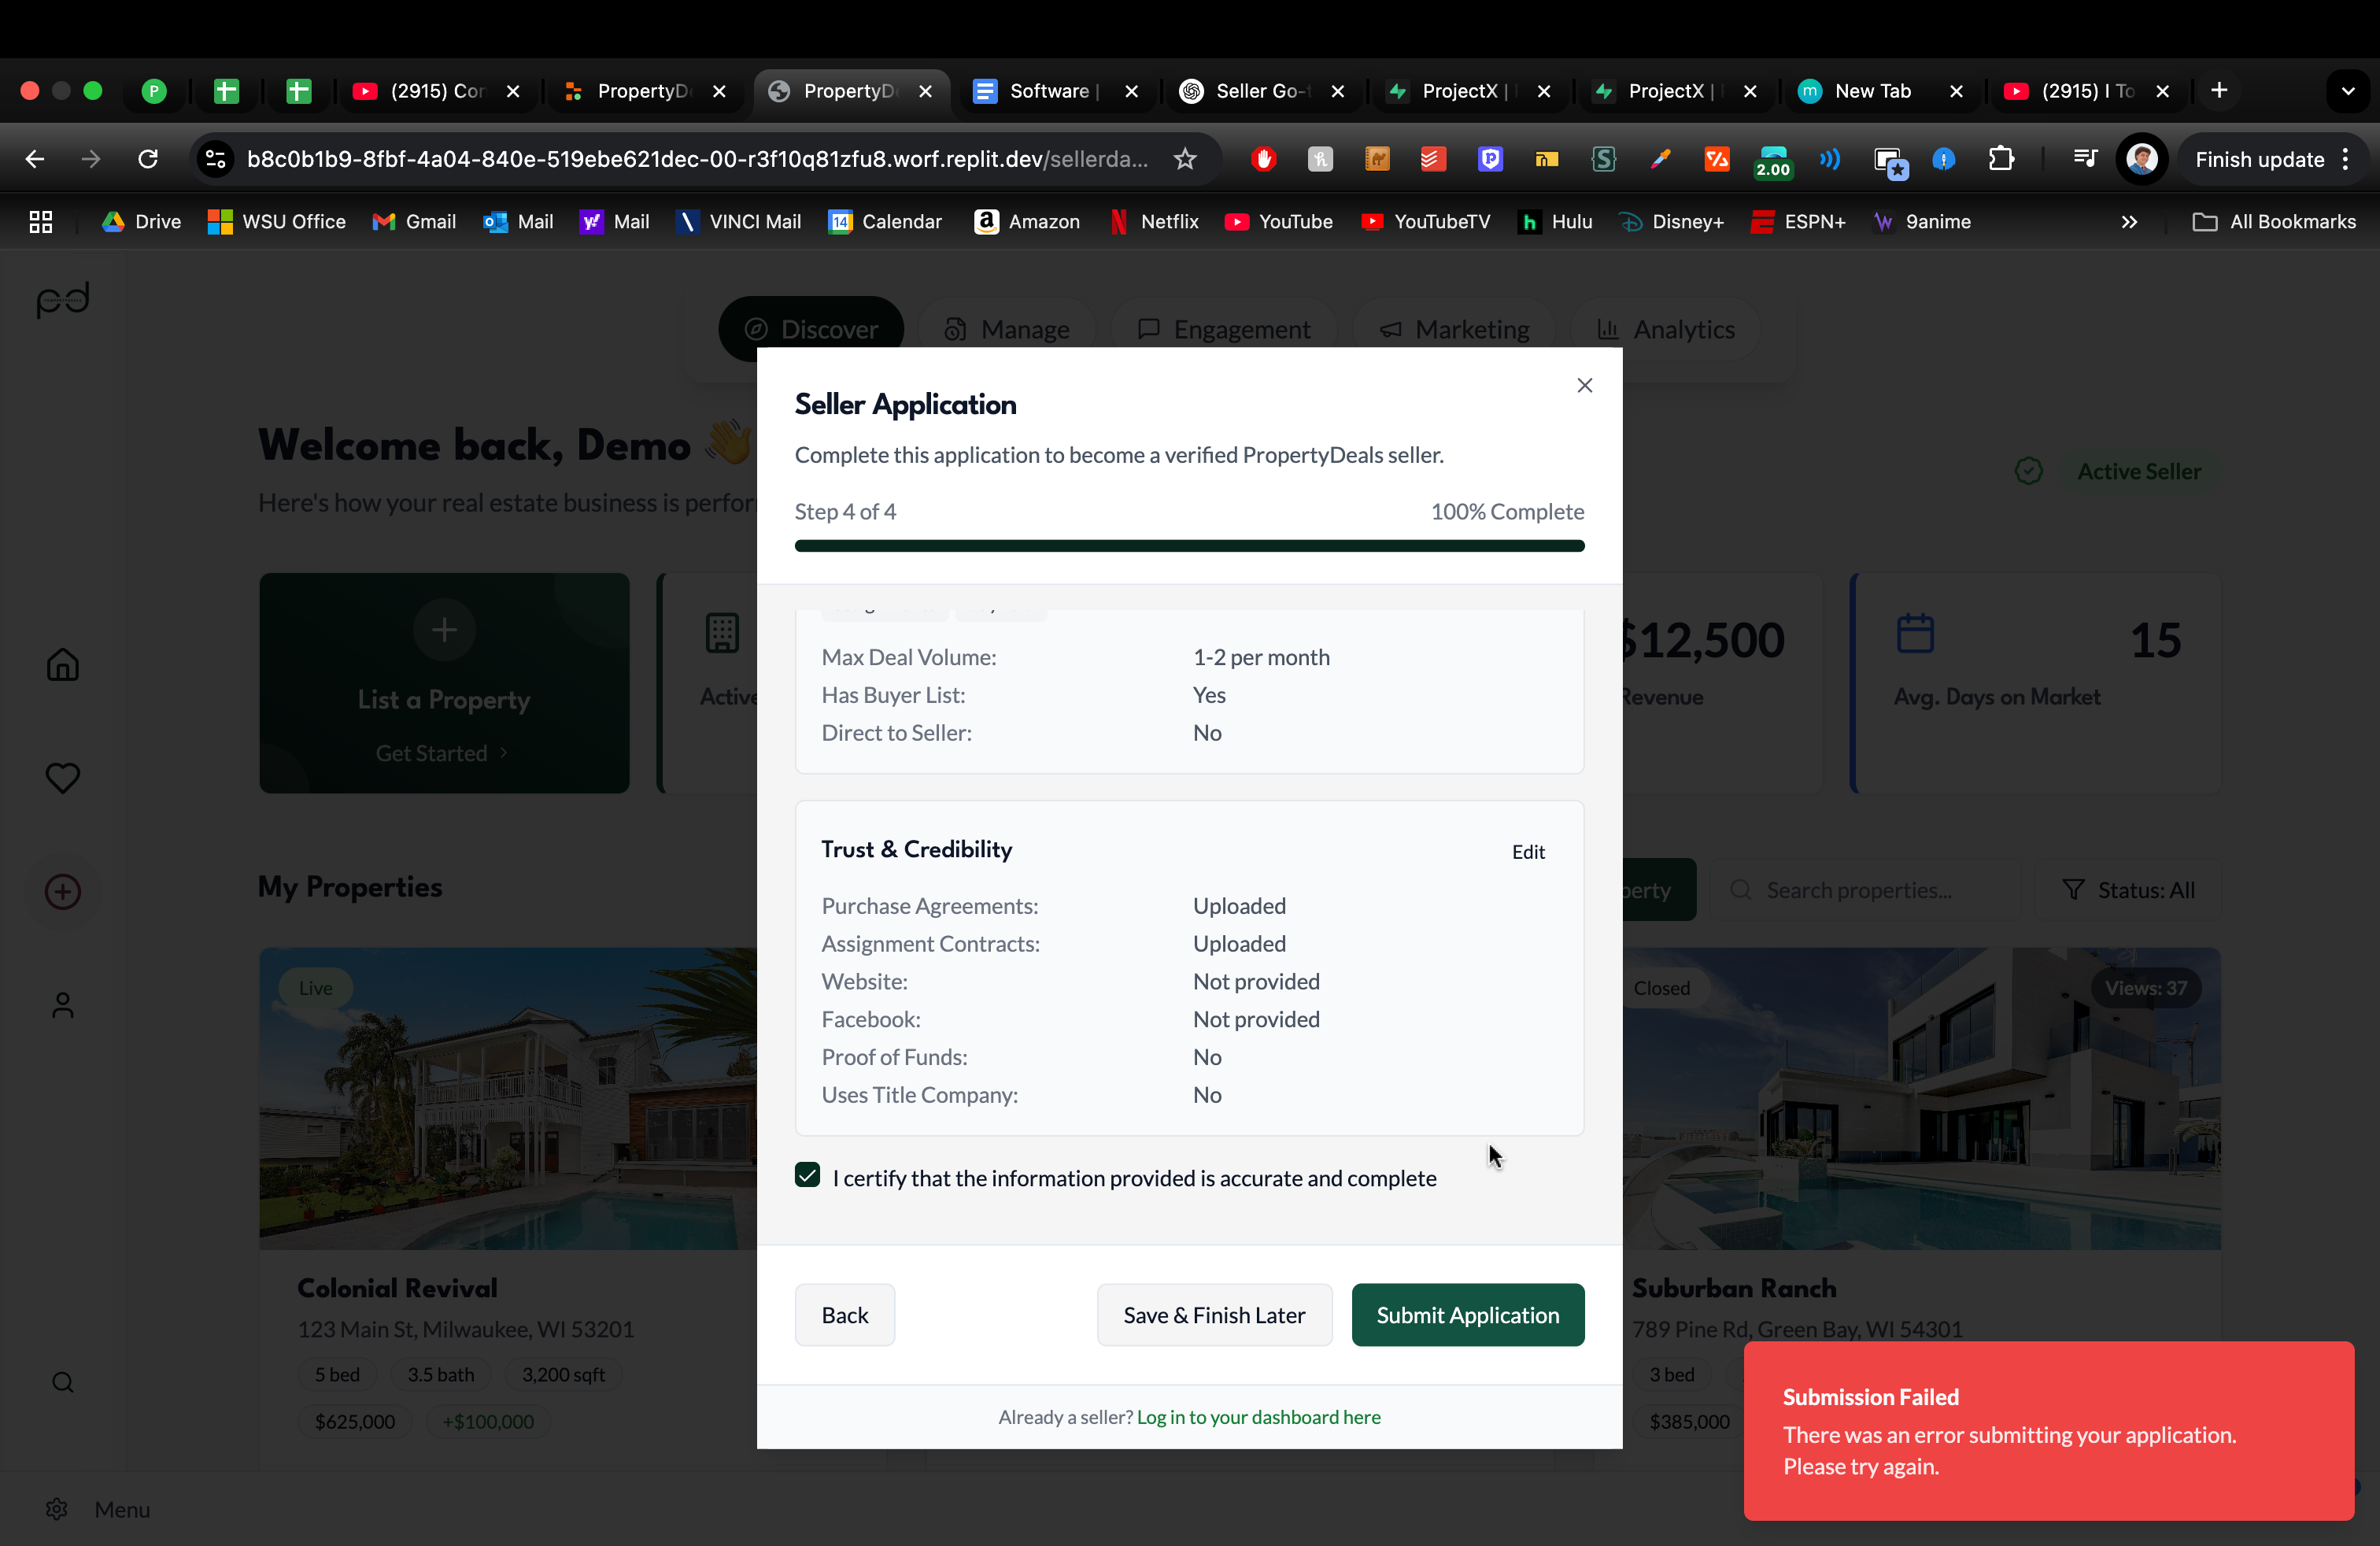 (2915) Cor
PropertyD
PropertyD
Software |
Seller Go-t
ProjectX |
ProjectX |
New Tab
(2915) I To
b8c0b1b9-8fbf-4a04-840e-519ebe621dec-00-r3f10q81zfu8.worf.replit.dev/sellerda...
2.00
Finish update
Drive
WSU Office
Gmail
Mail
Mail
VINCI Mail
Calendar
Amazon
Netflix
YouTube
YouTubeTV
Hulu
Disney+
ESPN+
9anime
All Bookmarks
pd
Discover
Manage
Engagement
Marketing
Analytics
Welcome back, Demo 👋
Here's how your real estate business is perfor
Active Seller
List a Property
Get Started
Active
$12,500
Revenue
15
Avg. Days on Market
My Properties
perty
Search properties...
Status: All
Live
Closed
Views: 37
Colonial Revival
123 Main St, Milwaukee, WI 53201
5 bed
3.5 bath
3,200 sqft
$625,000
+$100,000
Suburban Ranch
789 Pine Rd, Green Bay, WI 54301
3 bed
$385,000
Menu
Seller Application
Complete this application to become a verified PropertyDeals seller.
Step 4 of 4
100% Complete
Max Deal Volume: 1-2 per month
Has Buyer List: Yes
Direct to Seller: No
Trust & Credibility
Edit
Purchase Agreements: Uploaded
Assignment Contracts: Uploaded
Website: Not provided
Facebook: Not provided
Proof of Funds: No
Uses Title Company: No
I certify that the information provided is accurate and complete
Back
Save & Finish Later
Submit Application
Already a seller? Log in to your dashboard here
Submission Failed
There was an error submitting your application.
Please try again.